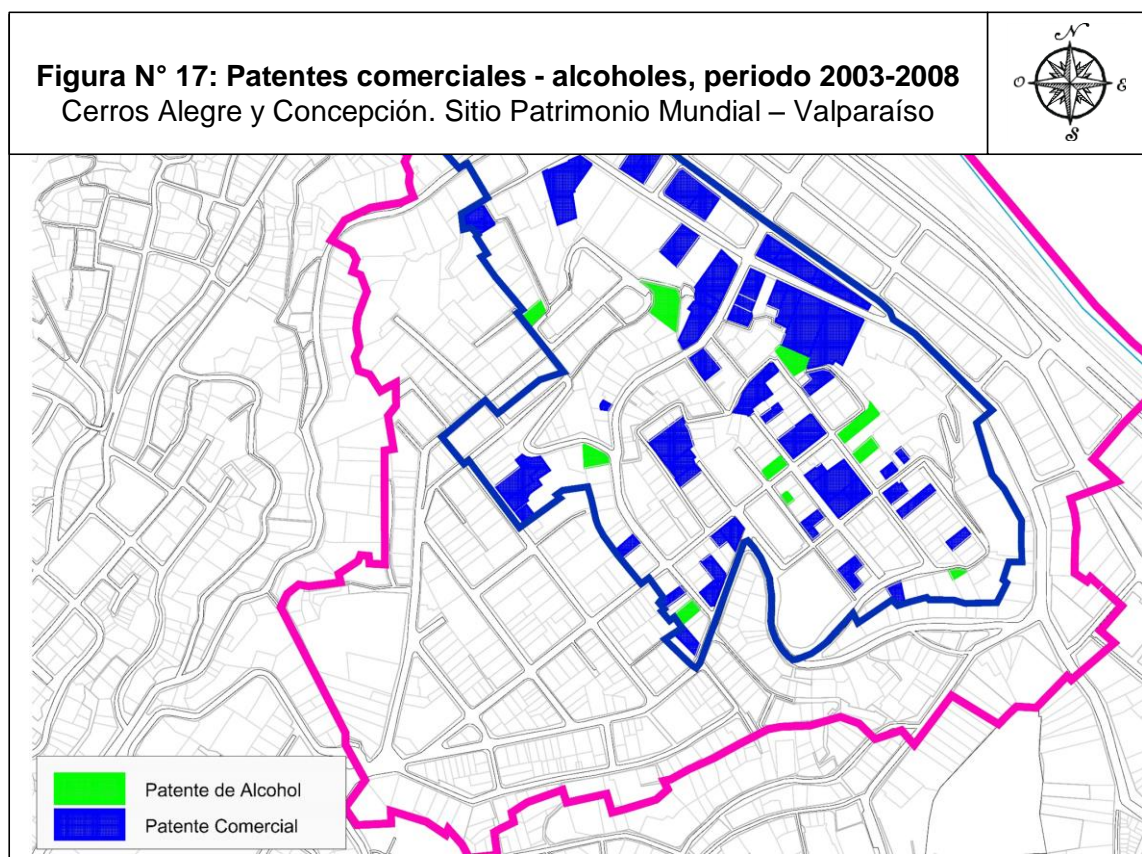 Figura N° 17: Patentes comerciales - alcoholes, periodo 2003-2008
Cerros Alegre y Concepción. Sitio Patrimonio Mundial – Valparaíso
N
O
E
S
Patente de Alcohol
Patente Comercial